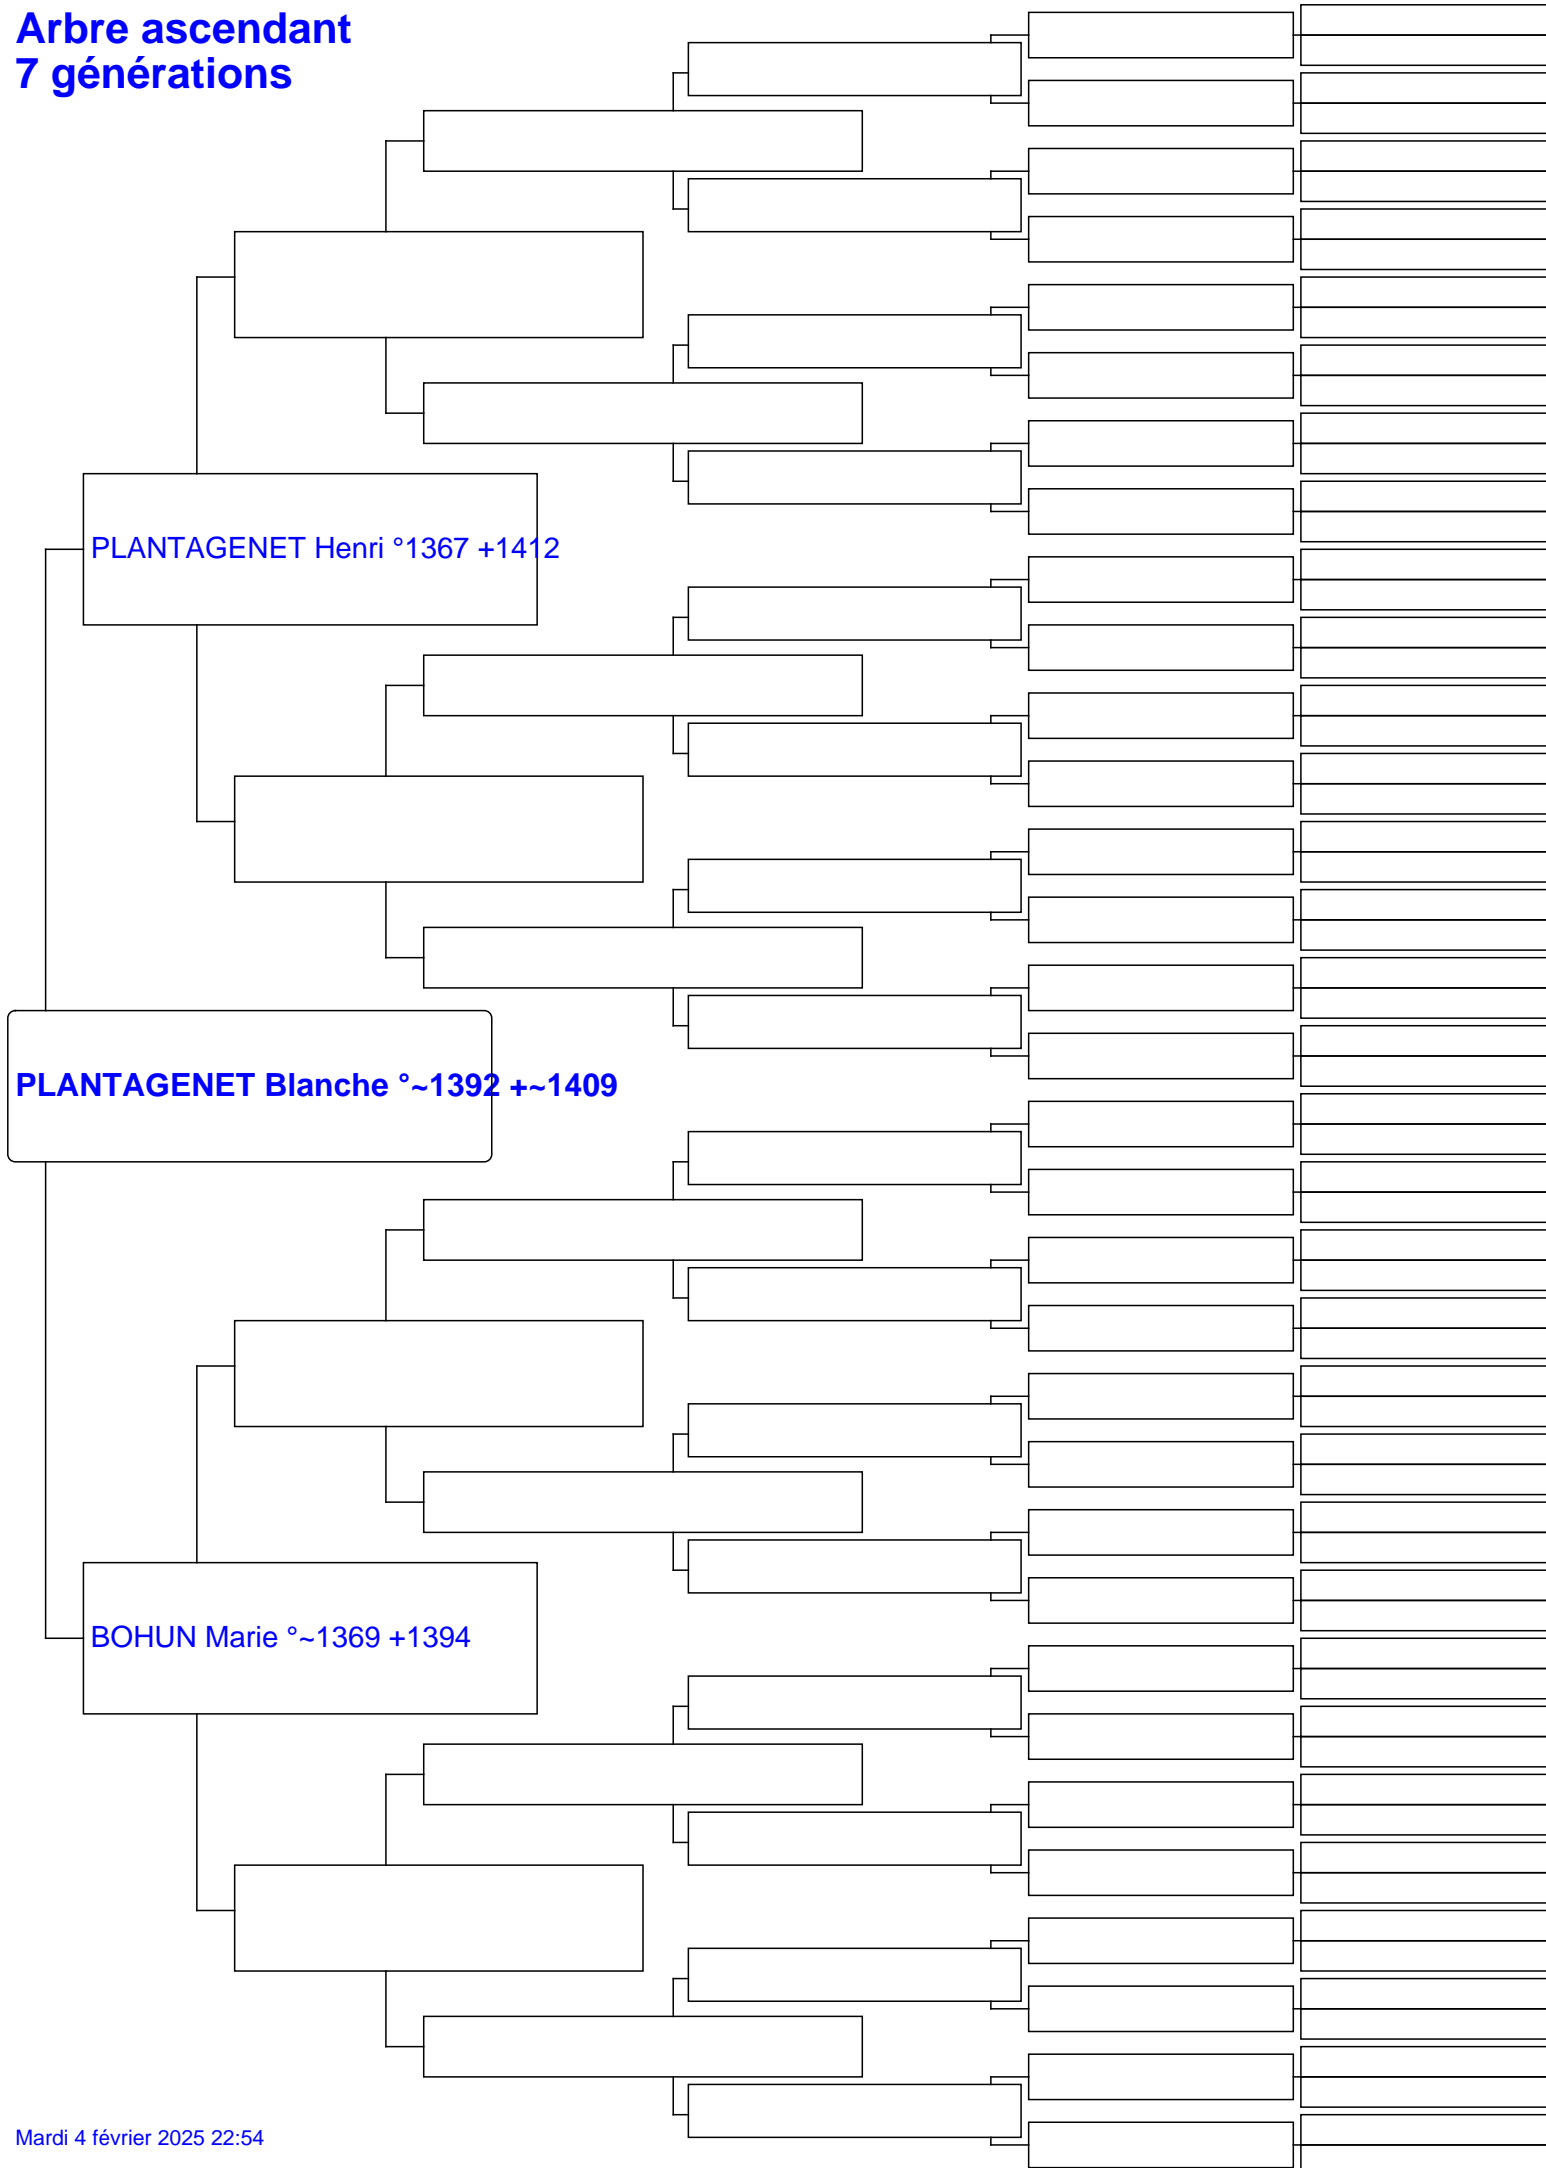 Arbre ascendant
7 générations
PLANTAGENET Henri °1367 +1412
PLANTAGENET Blanche °~1392 +~1409
BOHUN Marie °~1369 +1394
Mardi 4 février 2025 22:54